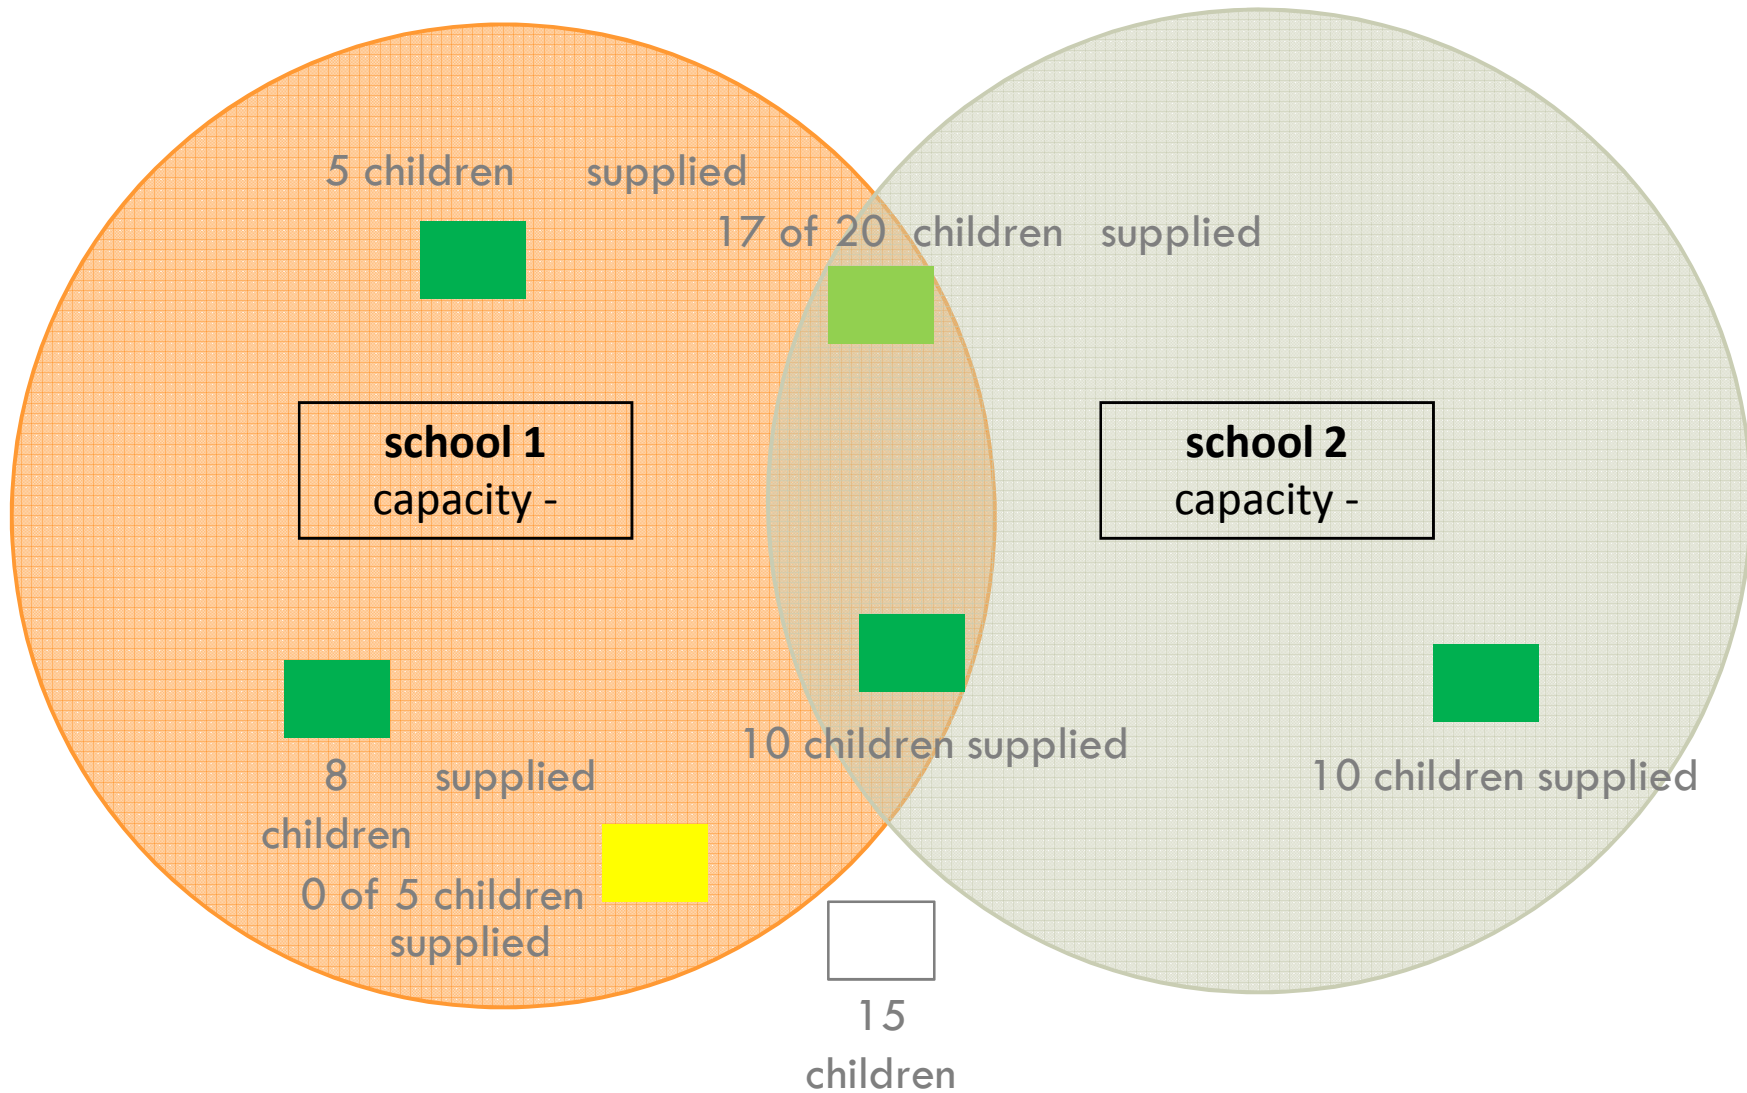 5 children supplied
17 of 20 children supplied
school 1
capacity -
school 2
capacity -
10 children supplied
8 supplied
children
10 children supplied
0 of 5 children
supplied
15
children